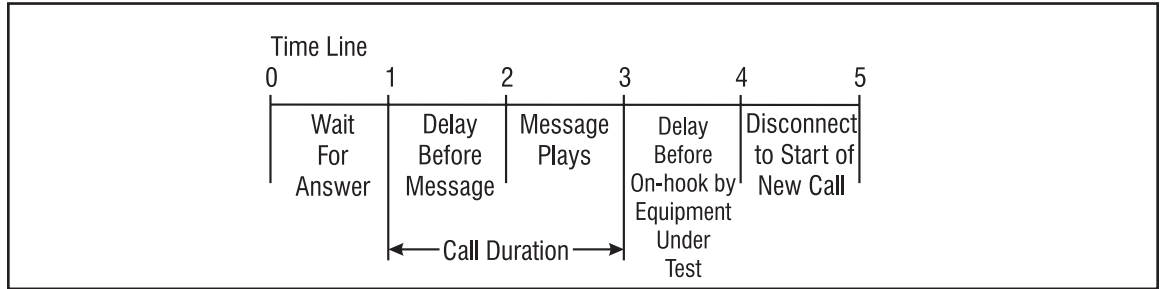 Time Line
0 1 2 3 4 5
Wait
For
Answer
Delay
Before
Message
Message
Plays
Delay
Before
On-hook by
Equipment
Under
Test
Disconnect
to Start of
New Call
Call Duration